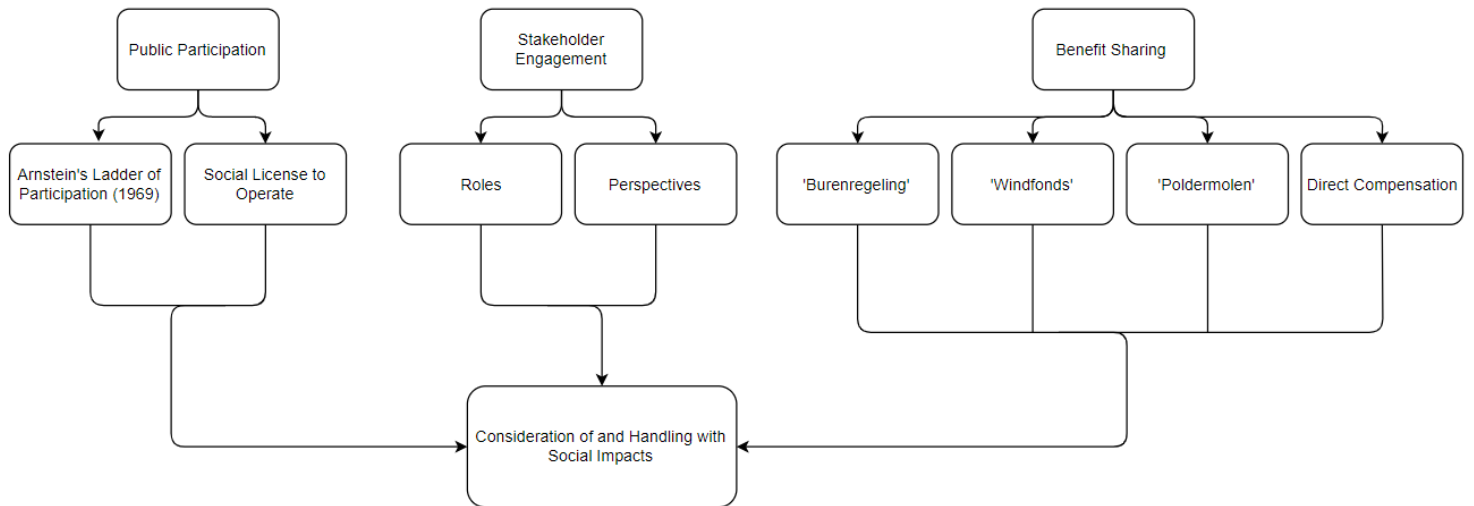 Public Participation
Stakeholder
Engagement
Benefit Sharing
Arnstein's Ladder of
Participation (1969)
Social License to
Operate
Roles
Perspectives
'Burenregeling'
'Windfonds'
'Poldermolen'
Direct Compensation
Consideration of and Handling with
Social Impacts